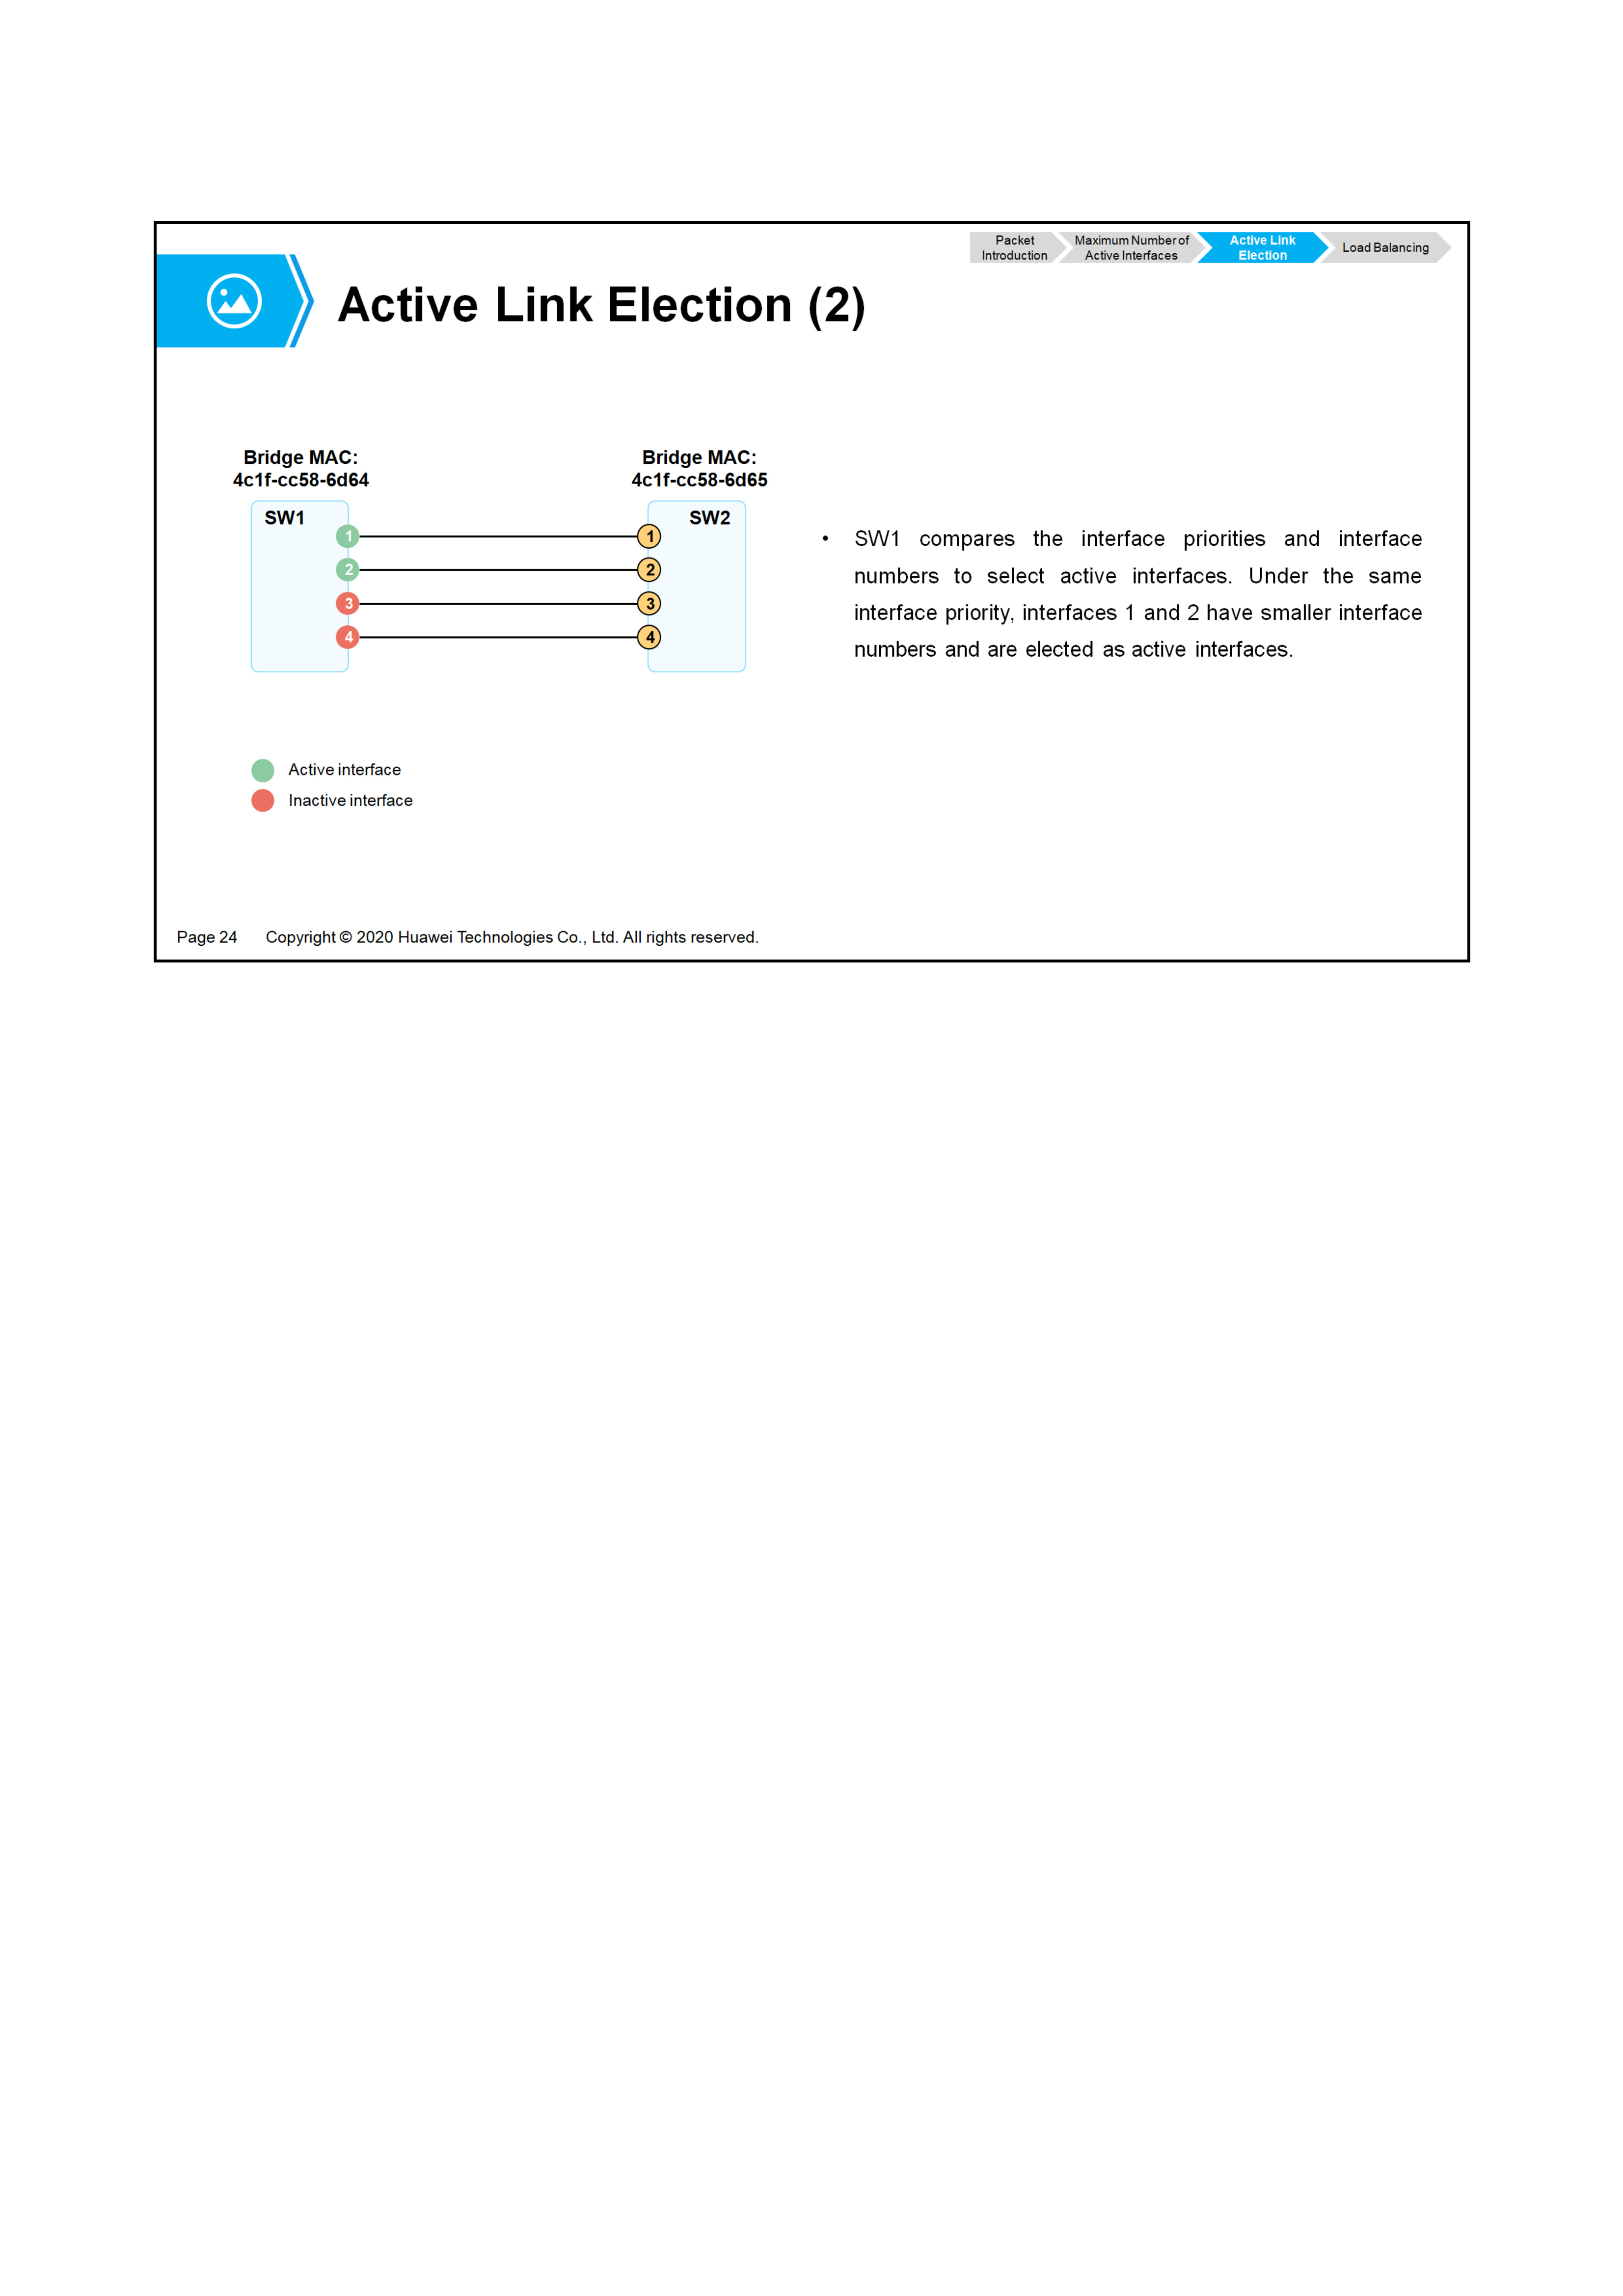 Packet
Introduction
Maximum Number of
Active Interfaces
Active Link
Election
Load Balancing
Active Link Election (2)
Bridge MAC:
4c1f-cc58-6d64
Bridge MAC:
4c1f-cc58-6d65
SW1
SW2
1
1
2
2
3
3
4
4
• SW1 compares the interface priorities and interface
numbers to select active interfaces. Under the same
interface priority, interfaces 1 and 2 have smaller interface
numbers and are elected as active interfaces.
Active interface
Inactive interface
Page 24 Copyright © 2020 Huawei Technologies Co., Ltd. All rights reserved.